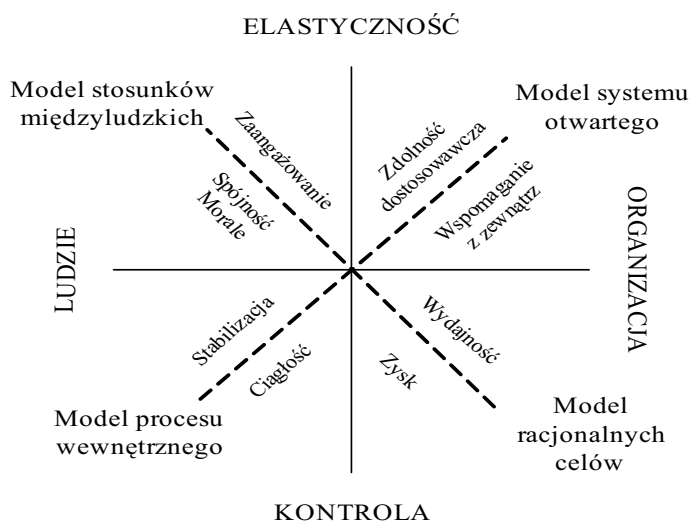 ELASTYCZNOŚĆ
Model stosunków
międzyludzkich
Model systemu
otwartego
Zaangażowanie
Spójność
Morale
Zdolność
dostosowawcza
Wspomaganie
z zewnątrz
LUDZIE
ORGANIZACJA
Stabilizacja
Ciągłość
Wydajność
Zysk
Model procesu
wewnętrznego
Model
racjonalnych
celów
KONTROLA